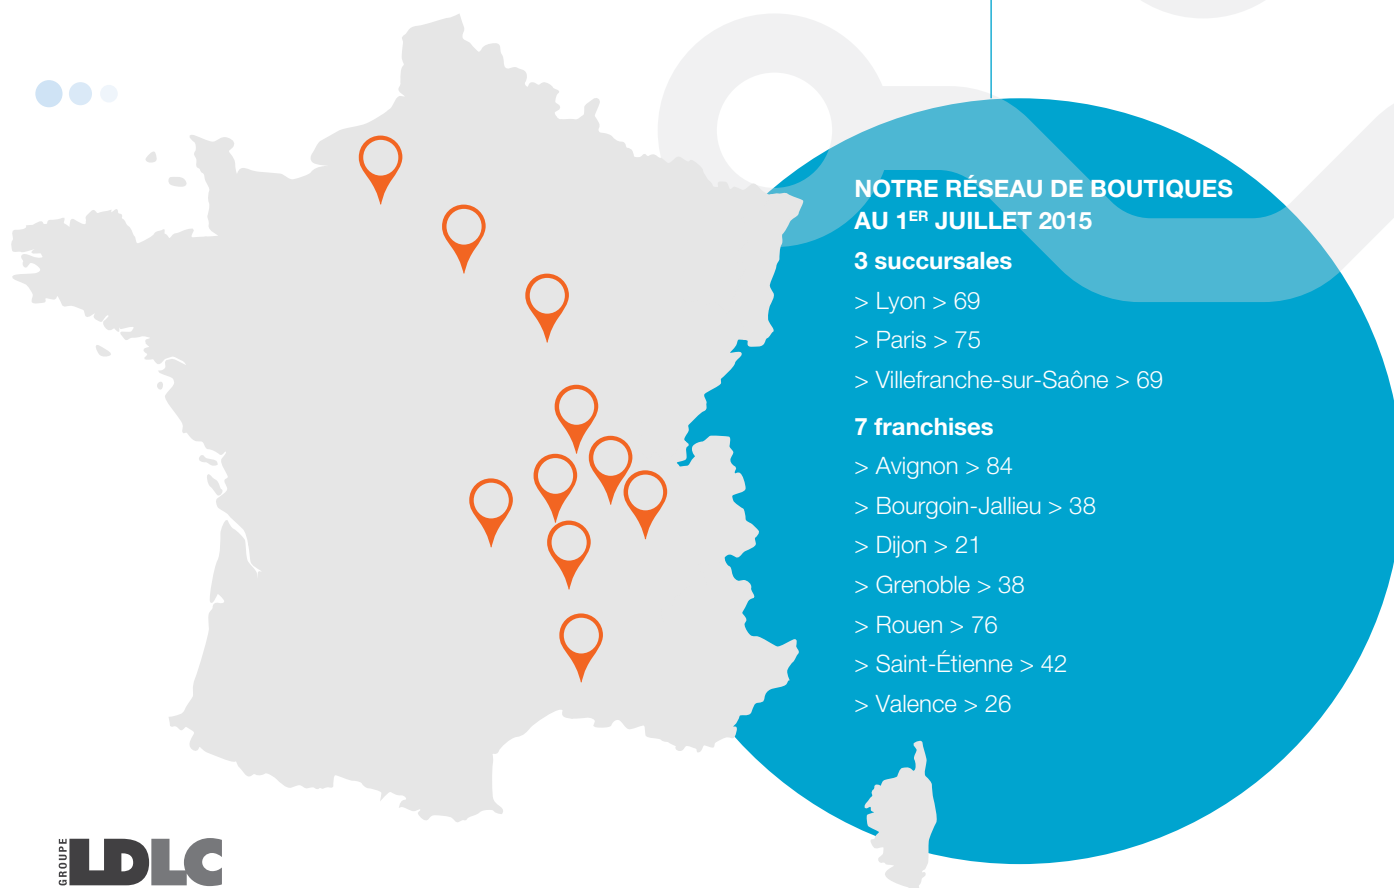 NOTRE RÉSEAU DE BOUTIQUES
AU 1ER JUILLET 2015
3 succursales
> Lyon > 69
> Paris > 75
> Villefranche-sur-Saône > 69
7 franchises
> Avignon > 84
> Bourgoin-Jallieu > 38
> Dijon > 21
> Grenoble > 38
> Rouen > 76
> Saint-Étienne > 42
> Valence > 26
GROUPE
LDLC